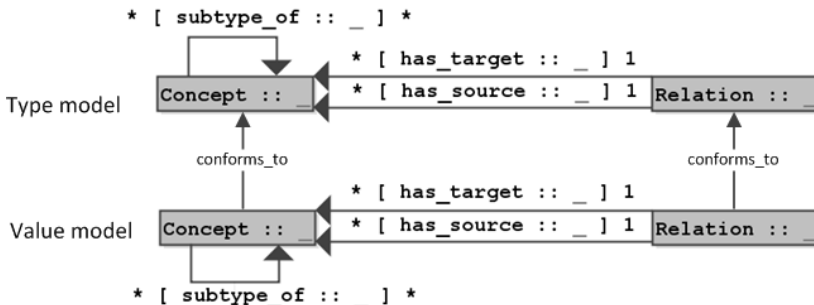 * [ subtype_of :: _ ] *
* [ has_target :: _ ] 1
Type model
Concept :: _
* [ has_source :: _ ] 1
Relation :: _
conforms_to
conforms_to
* [ has_target :: _ ] 1
Value model
Concept :: _
* [ has_source :: _ ] 1
Relation :: _
* [ subtype_of :: _ ] *